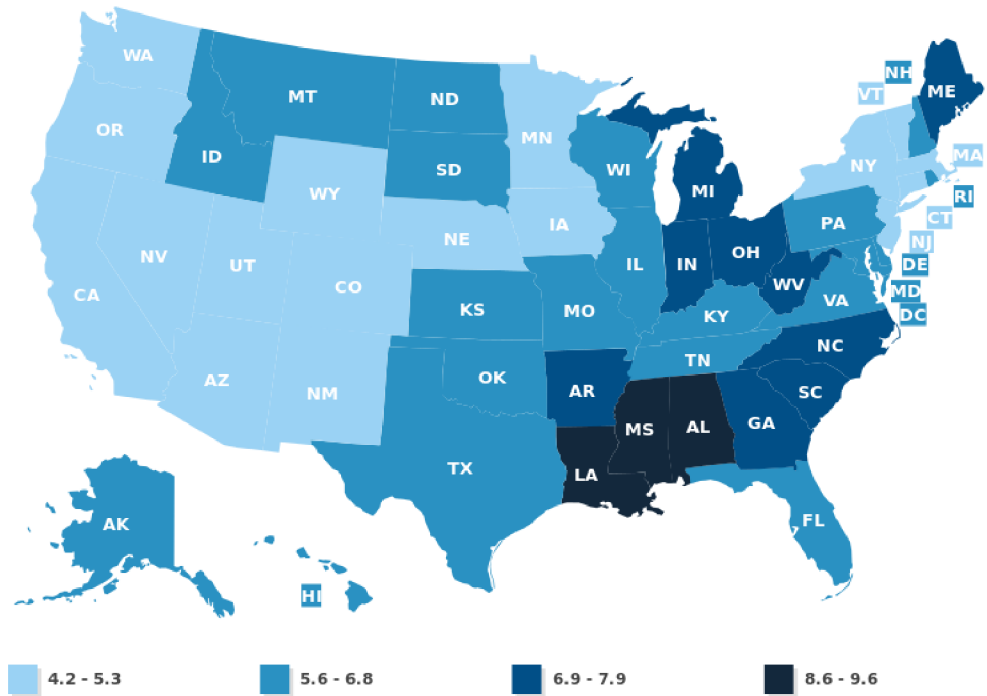 WA
MT
ND
NH
VT
ME
OR
ID
MN
MA
SD
WI
NY
RI
WY
MI
CT
NE
IA
PA
NJ
NV
UT
IL
IN
OH
DE
CA
CO
WV
MD
KS
MO
KY
VA
DC
AZ
NM
OK
TN
NC
AR
SC
TX
MS
AL
GA
LA
AK
FL
HI
4.2 - 5.3
5.6 - 6.8
6.9 - 7.9
8.6 - 9.6